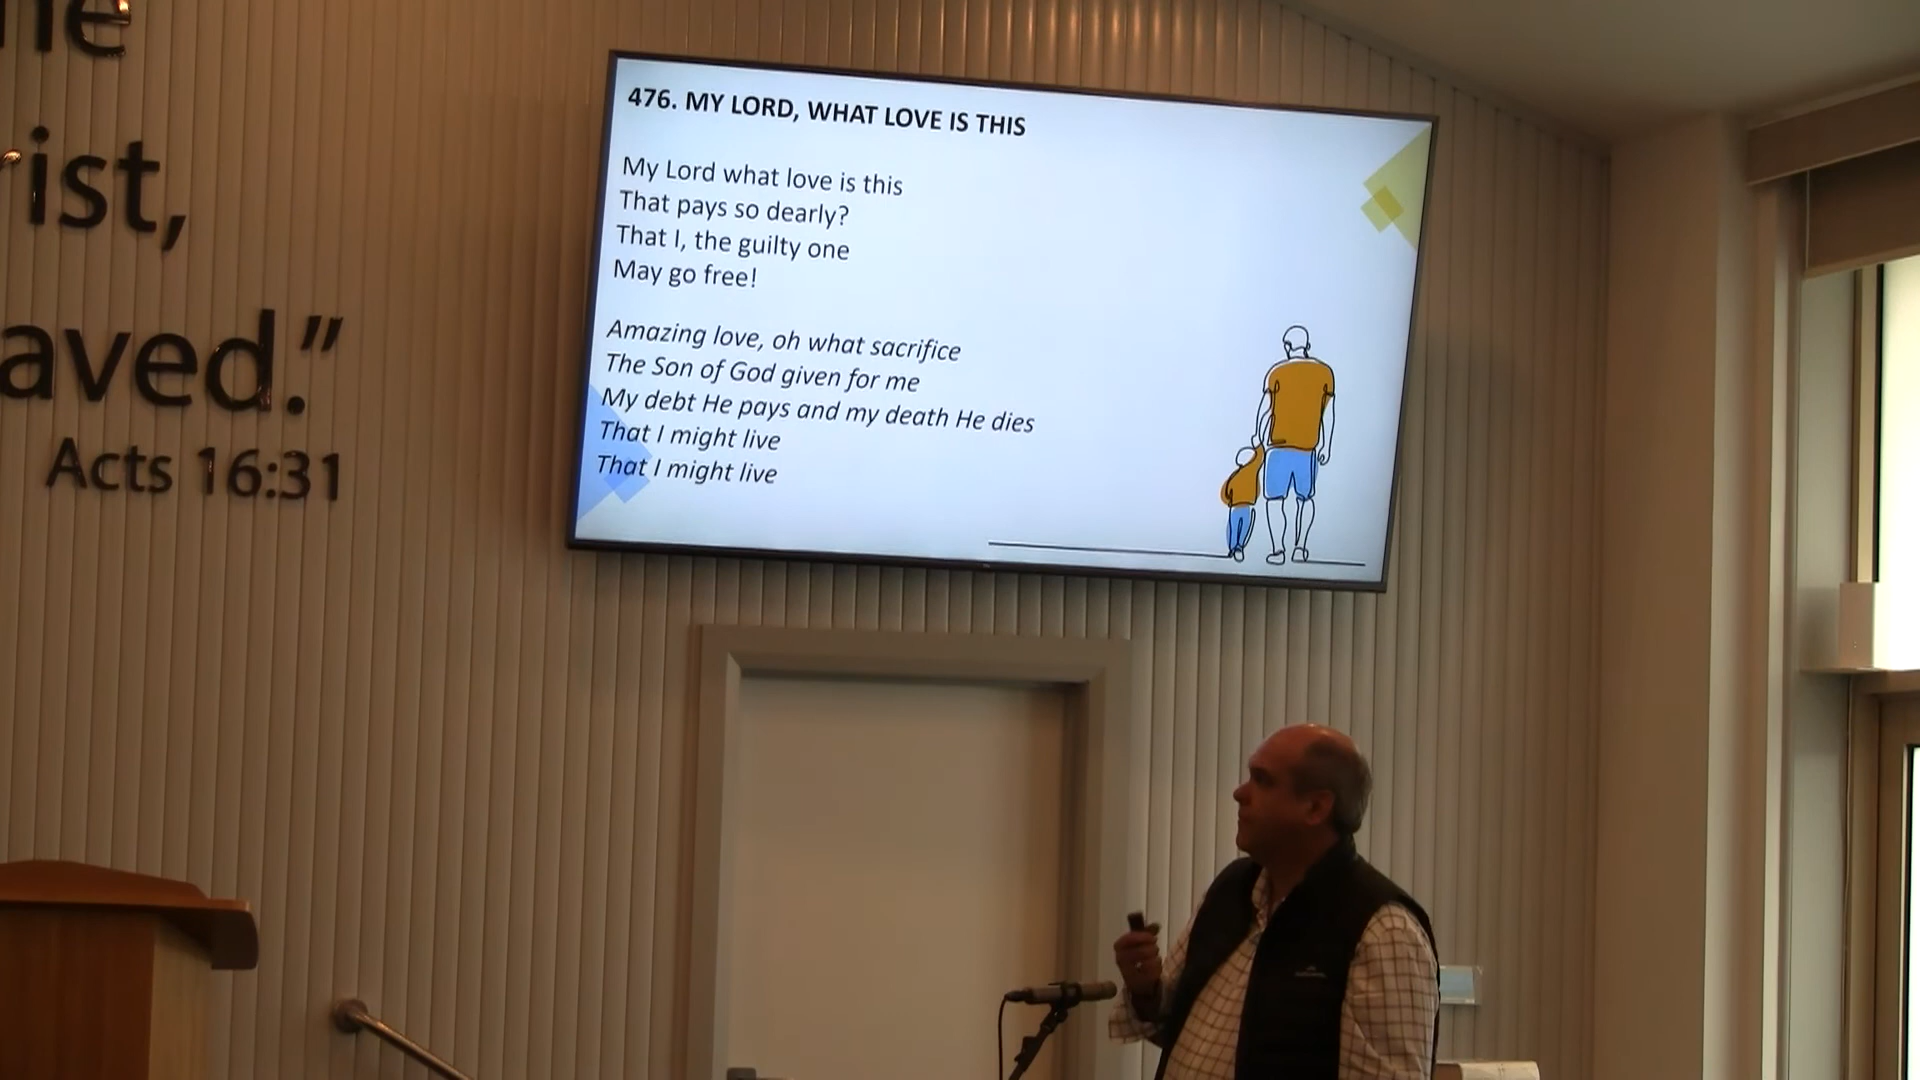 ist,
aved.”
Acts 16:31
476. MY LORD, WHAT LOVE IS THIS
My Lord what love is this
That pays so dearly?
That I, the guilty one
May go free!
Amazing love, oh what sacrifice
The Son of God given for me
My debt He pays and my death He dies
That I might live
That I might live